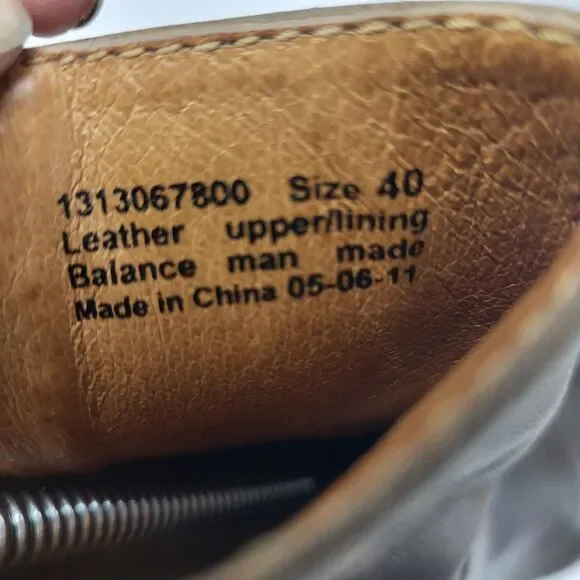 1313067800 Size 40
Leather upper/lining
Balance man made
Made in China 05-06-11